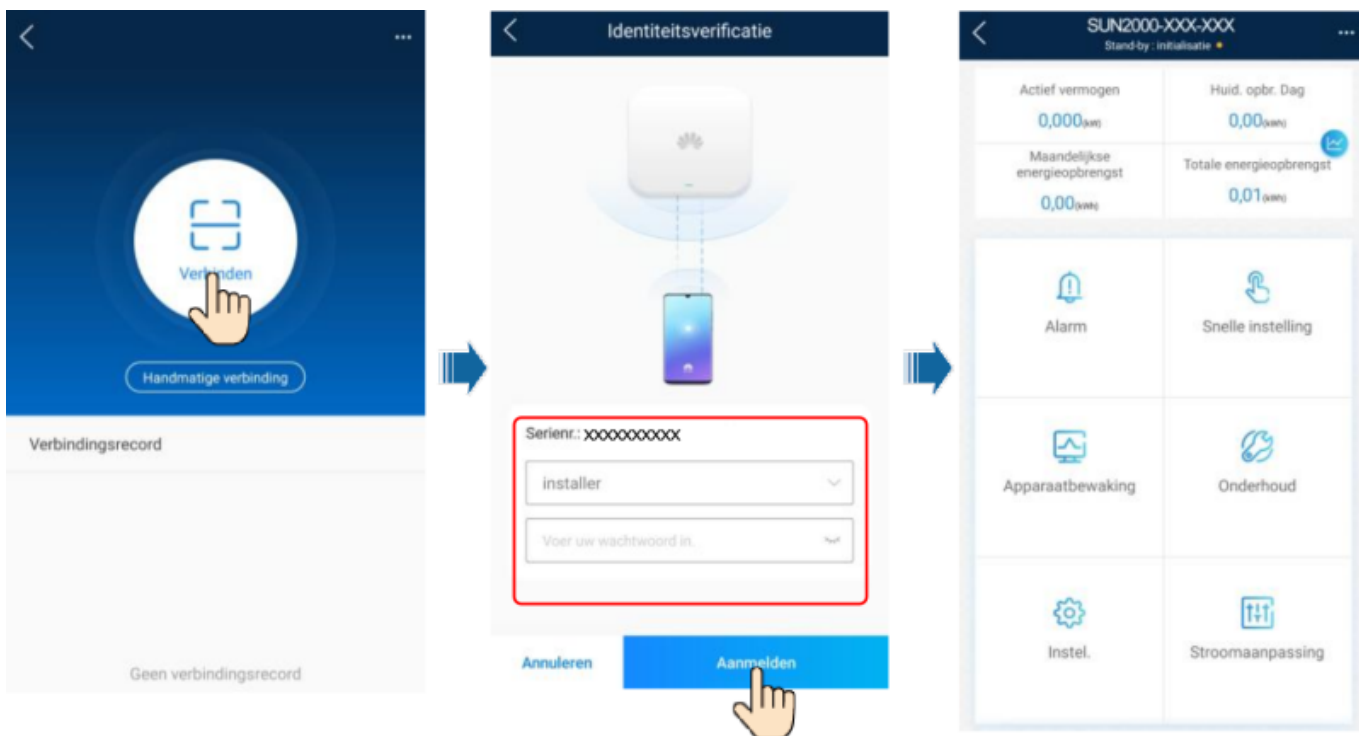 Verbinden
Handmatige verbinding
Verbindingsrecord
Geen verbindingsrecord
Identiteitsverificatie
Serienr.: XXXXXXXXXX
installer
Voer uw wachtwoord in.
Annuleren
Aanmelden
SUN2000-XXX-XXX
Stand-by : initialisatie
Actief vermogen
0,000(kW)
Huid. opbr. Dag
0,00(kWh)
Maandelijkse
energieopbrengst
0,00(kWh)
Totale energieopbrengst
0,01(kWh)
Alarm
Snelle instelling
Apparaatbewaking
Onderhoud
Instel.
Stroomaanpassing